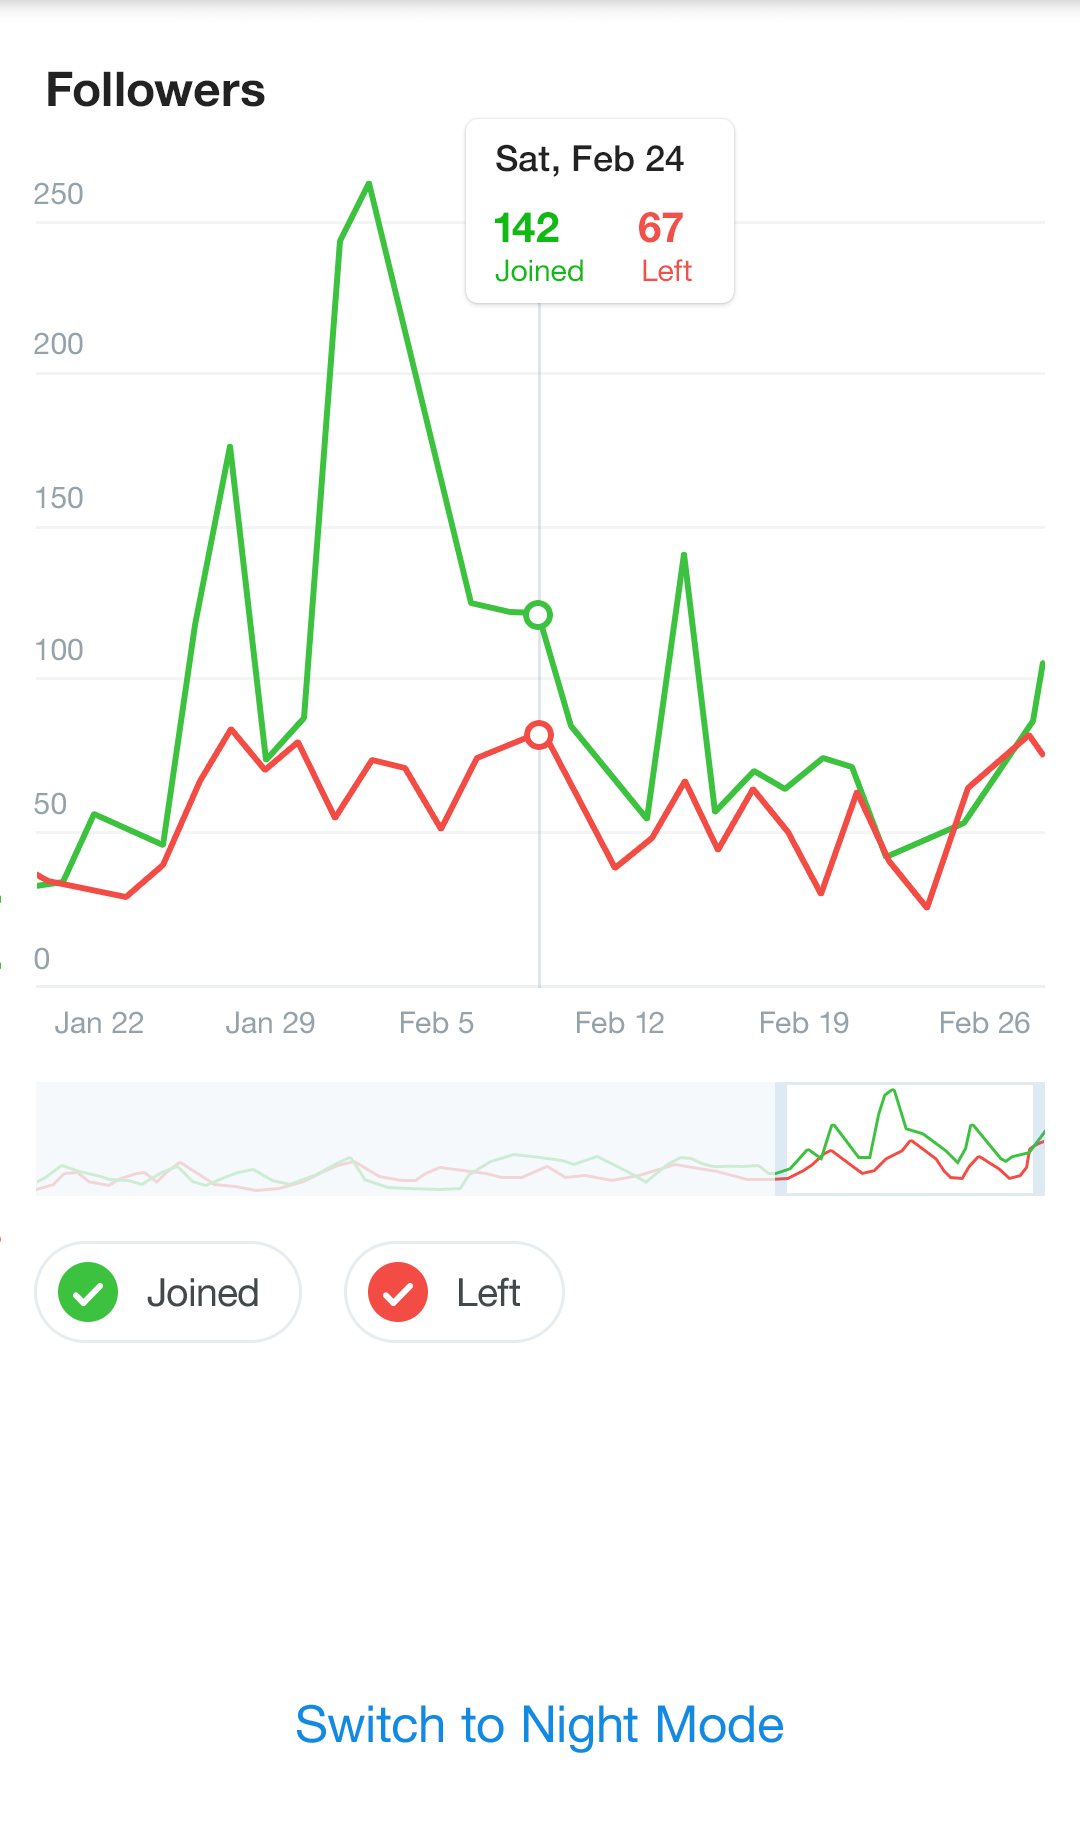 Followers
Sat, Feb 24
142 67
Joined Left
250
200
150
100
50
0
Jan 22 Jan 29 Feb 5 Feb 12 Feb 19 Feb 26
Joined Left
Switch to Night Mode